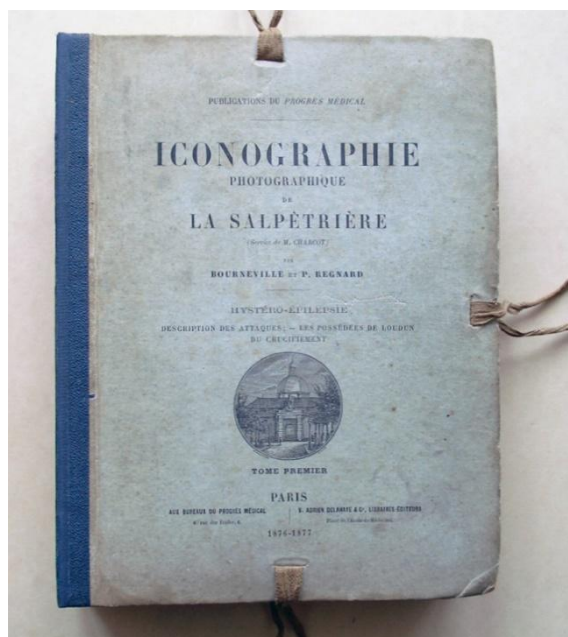 PUBLICATIONS DU PROGRÈS MÉDICAL
ICONOGRAPHIE
PHOTOGRAPHIQUE
DE
LA SALPÊTRIÈRE
(Service de M. CHARCOT)
PAR
BOURNEVILLE ET P. REGNARD
HYSTÉRO-ÉPILEPSIE
DESCRIPTION DES ATTAQUES; – LES POSSÉDÉES DE LOUDUN
DU CRUCIFIEMENT
TOME PREMIER
PARIS
AUX BUREAUX DU PROGRÈS MÉDICAL
V. ADRIEN DELAHAYE & Cie, LIBRAIRES-ÉDITEURS
1876-1877